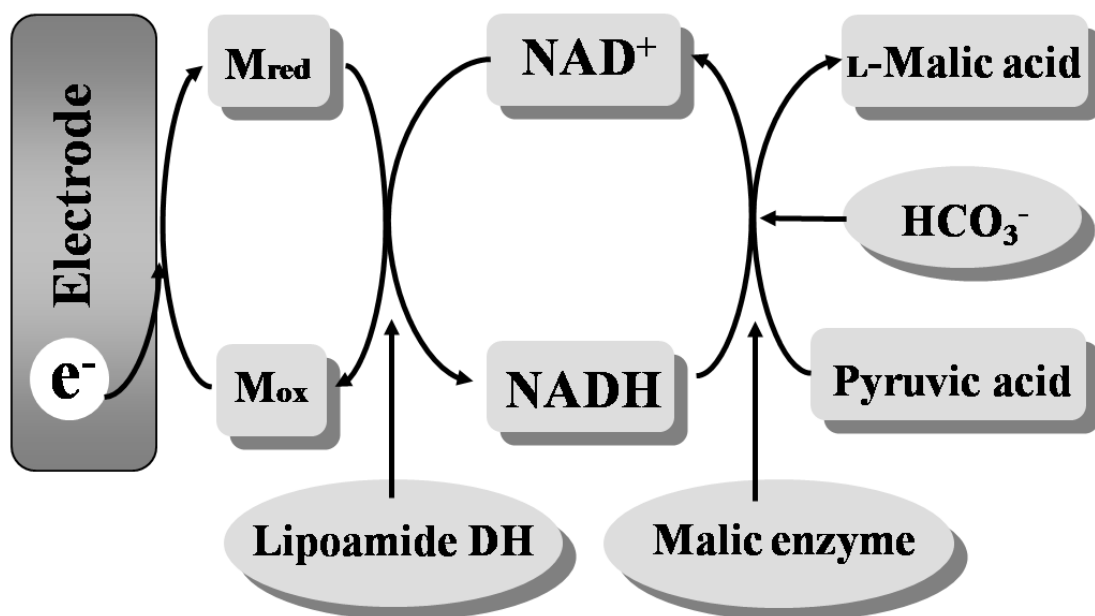 Electrode
e⁻
Mred
Mox
NAD⁺
NADH
L-Malic acid
HCO₃⁻
Pyruvic acid
Lipoamide DH
Malic enzyme